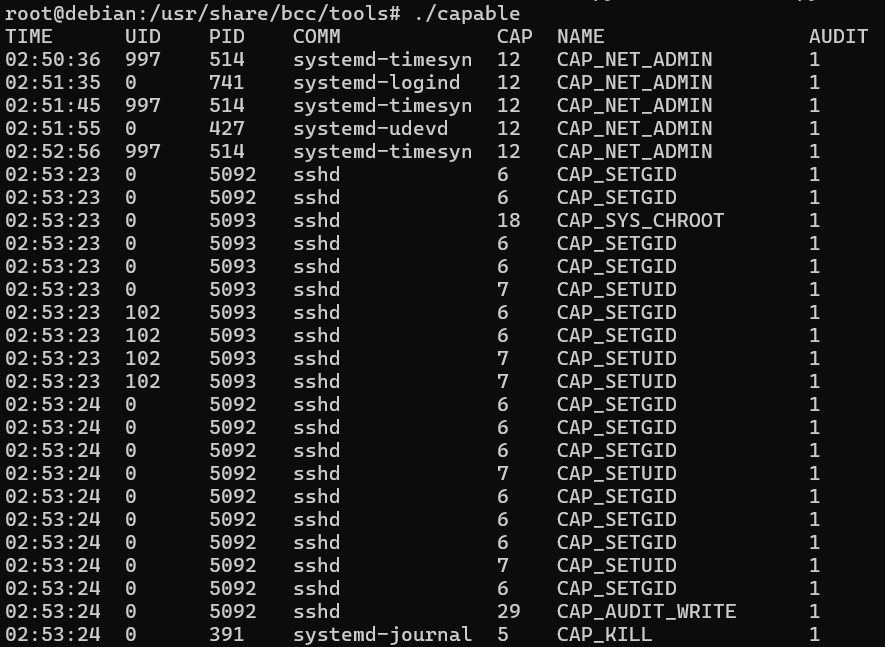 root@debian:/usr/share/bcc/tools# ./capable
TIME UID PID COMM CAP NAME AUDIT
02:50:36 997 514 systemd-timesyn 12 CAP_NET_ADMIN 1
02:51:35 0 741 systemd-logind 12 CAP_NET_ADMIN 1
02:51:45 997 514 systemd-timesyn 12 CAP_NET_ADMIN 1
02:51:55 0 427 systemd-udevd 12 CAP_NET_ADMIN 1
02:52:56 997 514 systemd-timesyn 12 CAP_NET_ADMIN 1
02:53:23 0 5092 sshd 6 CAP_SETGID 1
02:53:23 0 5092 sshd 6 CAP_SETGID 1
02:53:23 0 5093 sshd 18 CAP_SYS_CHROOT 1
02:53:23 0 5093 sshd 6 CAP_SETGID 1
02:53:23 0 5093 sshd 6 CAP_SETGID 1
02:53:23 0 5093 sshd 7 CAP_SETUID 1
02:53:23 102 5093 sshd 6 CAP_SETGID 1
02:53:23 102 5093 sshd 6 CAP_SETGID 1
02:53:23 102 5093 sshd 7 CAP_SETUID 1
02:53:23 102 5093 sshd 7 CAP_SETUID 1
02:53:24 0 5092 sshd 6 CAP_SETGID 1
02:53:24 0 5092 sshd 6 CAP_SETGID 1
02:53:24 0 5092 sshd 6 CAP_SETGID 1
02:53:24 0 5092 sshd 7 CAP_SETUID 1
02:53:24 0 5092 sshd 6 CAP_SETGID 1
02:53:24 0 5092 sshd 6 CAP_SETGID 1
02:53:24 0 5092 sshd 6 CAP_SETGID 1
02:53:24 0 5092 sshd 7 CAP_SETUID 1
02:53:24 0 5092 sshd 6 CAP_SETGID 1
02:53:24 0 5092 sshd 29 CAP_AUDIT_WRITE 1
02:53:24 0 391 systemd-journal 5 CAP_KILL 1